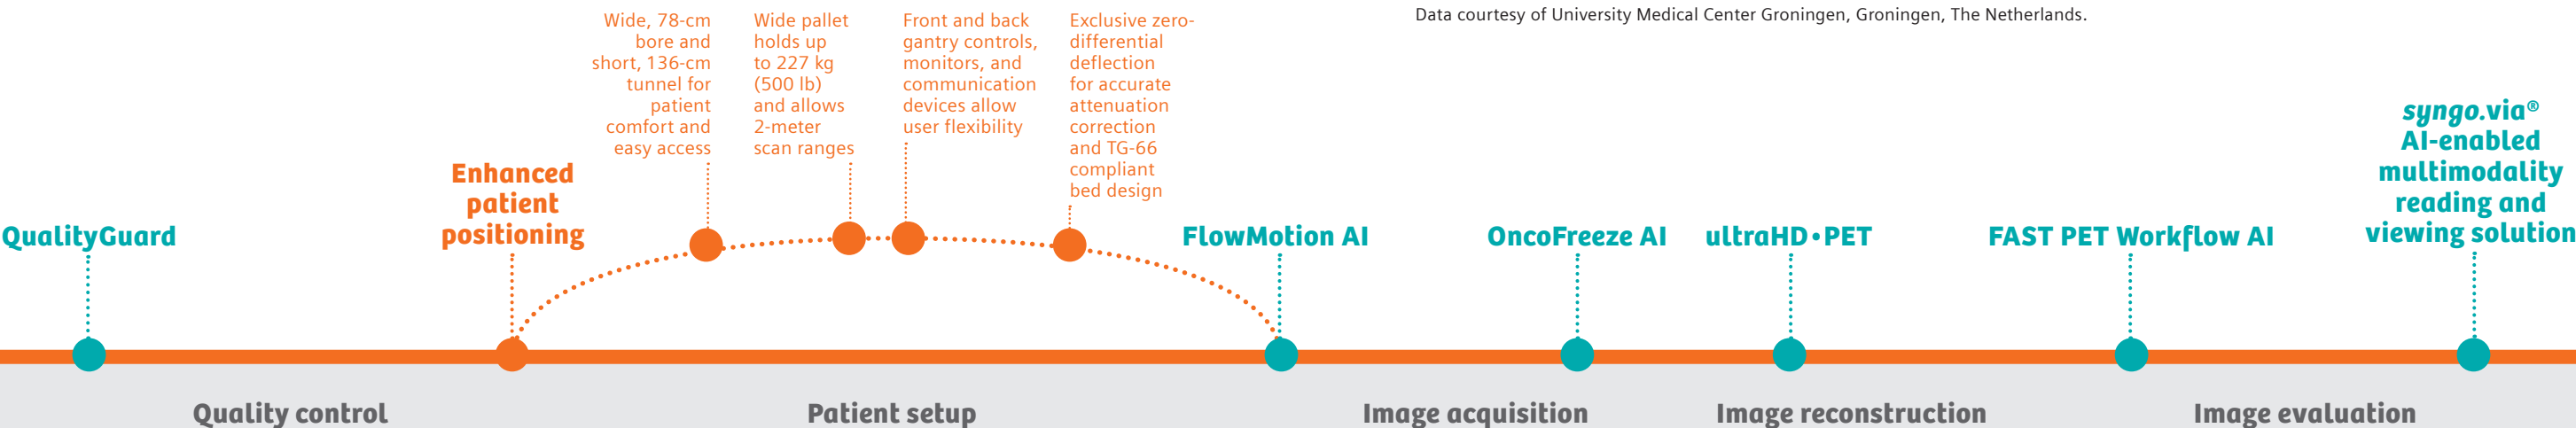 Data courtesy of University Medical Center Groningen, Groningen, The Netherlands.
QualityGuard
Enhanced
patient
positioning
Wide, 78-cm
bore and
short, 136-cm
tunnel for
patient
comfort and
easy access
Wide pallet
holds up
to 227 kg
(500 lb)
and allows
2-meter
scan ranges
Front and back
gantry controls,
monitors, and
communication
devices allow
user flexibility
Exclusive zero-
differential
deflection
for accurate
attenuation
correction
and TG-66
compliant
bed design
FlowMotion AI
OncoFreeze AI
ultraHD•PET
FAST PET Workflow AI
syngo.via®
AI-enabled
multimodality
reading and
viewing solution
Quality control
Patient setup
Image acquisition
Image reconstruction
Image evaluation